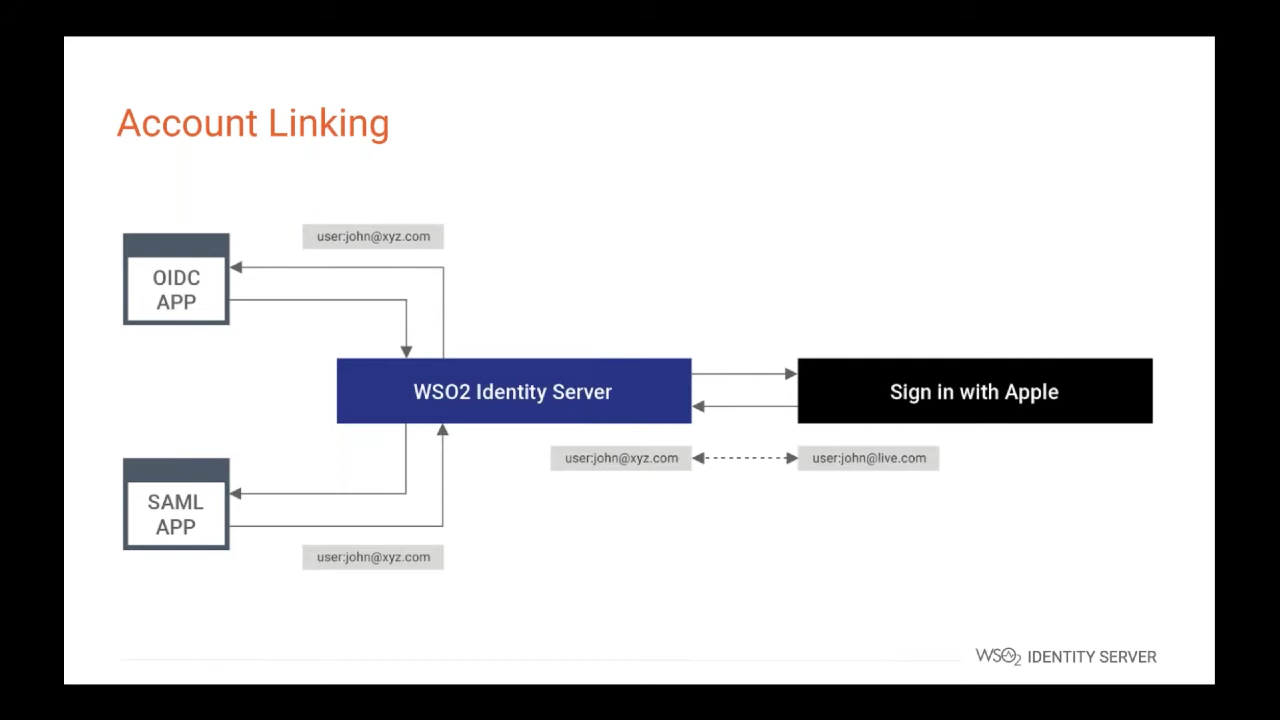 Account Linking
user:john@xyz.com
OIDC
APP
WSO2 Identity Server
Sign in with Apple
user:john@xyz.com
user:john@live.com
SAML
APP
user:john@xyz.com
WSO2 IDENTITY SERVER